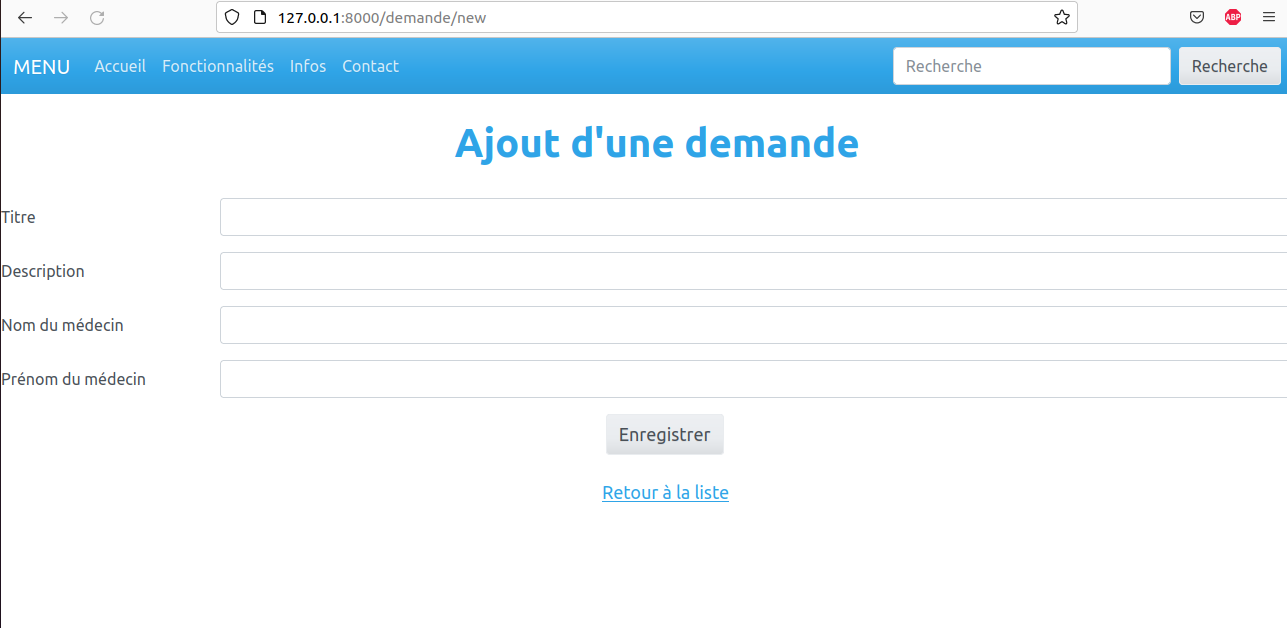 127.0.0.1:8000/demande/new
ABP
MENU Accueil Fonctionnalités Infos Contact Recherche Recherche
Ajout d'une demande
Titre
Description
Nom du médecin
Prénom du médecin
Enregistrer
Retour à la liste